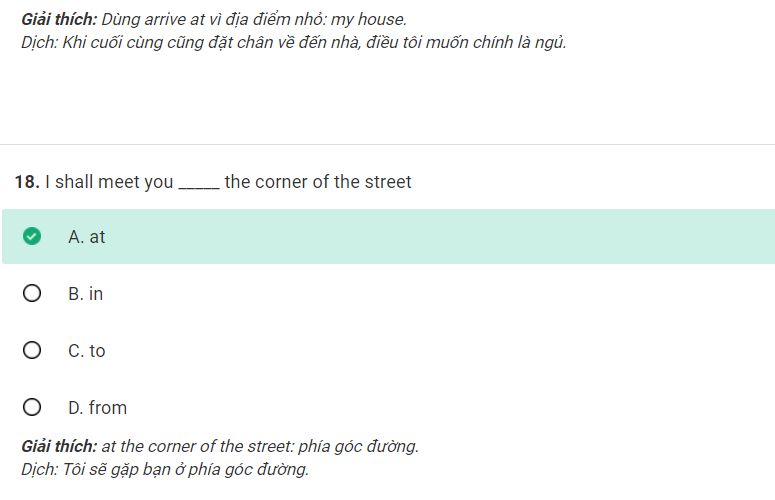 Giải thích: Dùng arrive at vì địa điểm nhỏ: my house.
Dịch: Khi cuối cùng cũng đặt chân về đến nhà, điều tôi muốn chính là ngủ.
18. I shall meet you _____ the corner of the street
A. at
B. in
C. to
D. from
Giải thích: at the corner of the street: phía góc đường.
Dịch: Tôi sẽ gặp bạn ở phía góc đường.